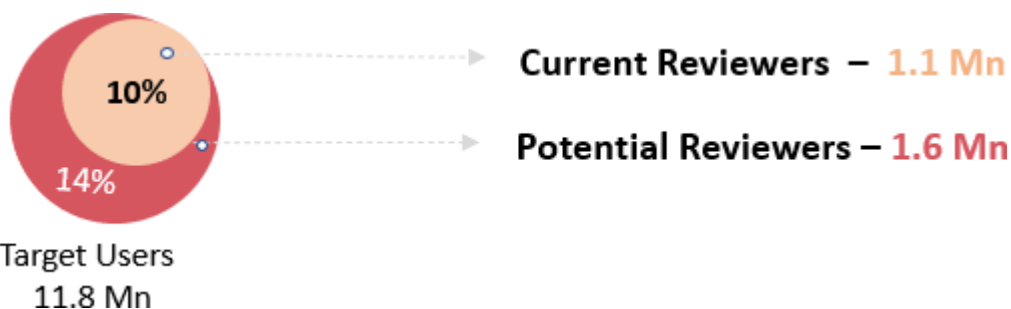 10%
14%
Target Users
11.8 Mn
Current Reviewers – 1.1 Mn
Potential Reviewers – 1.6 Mn